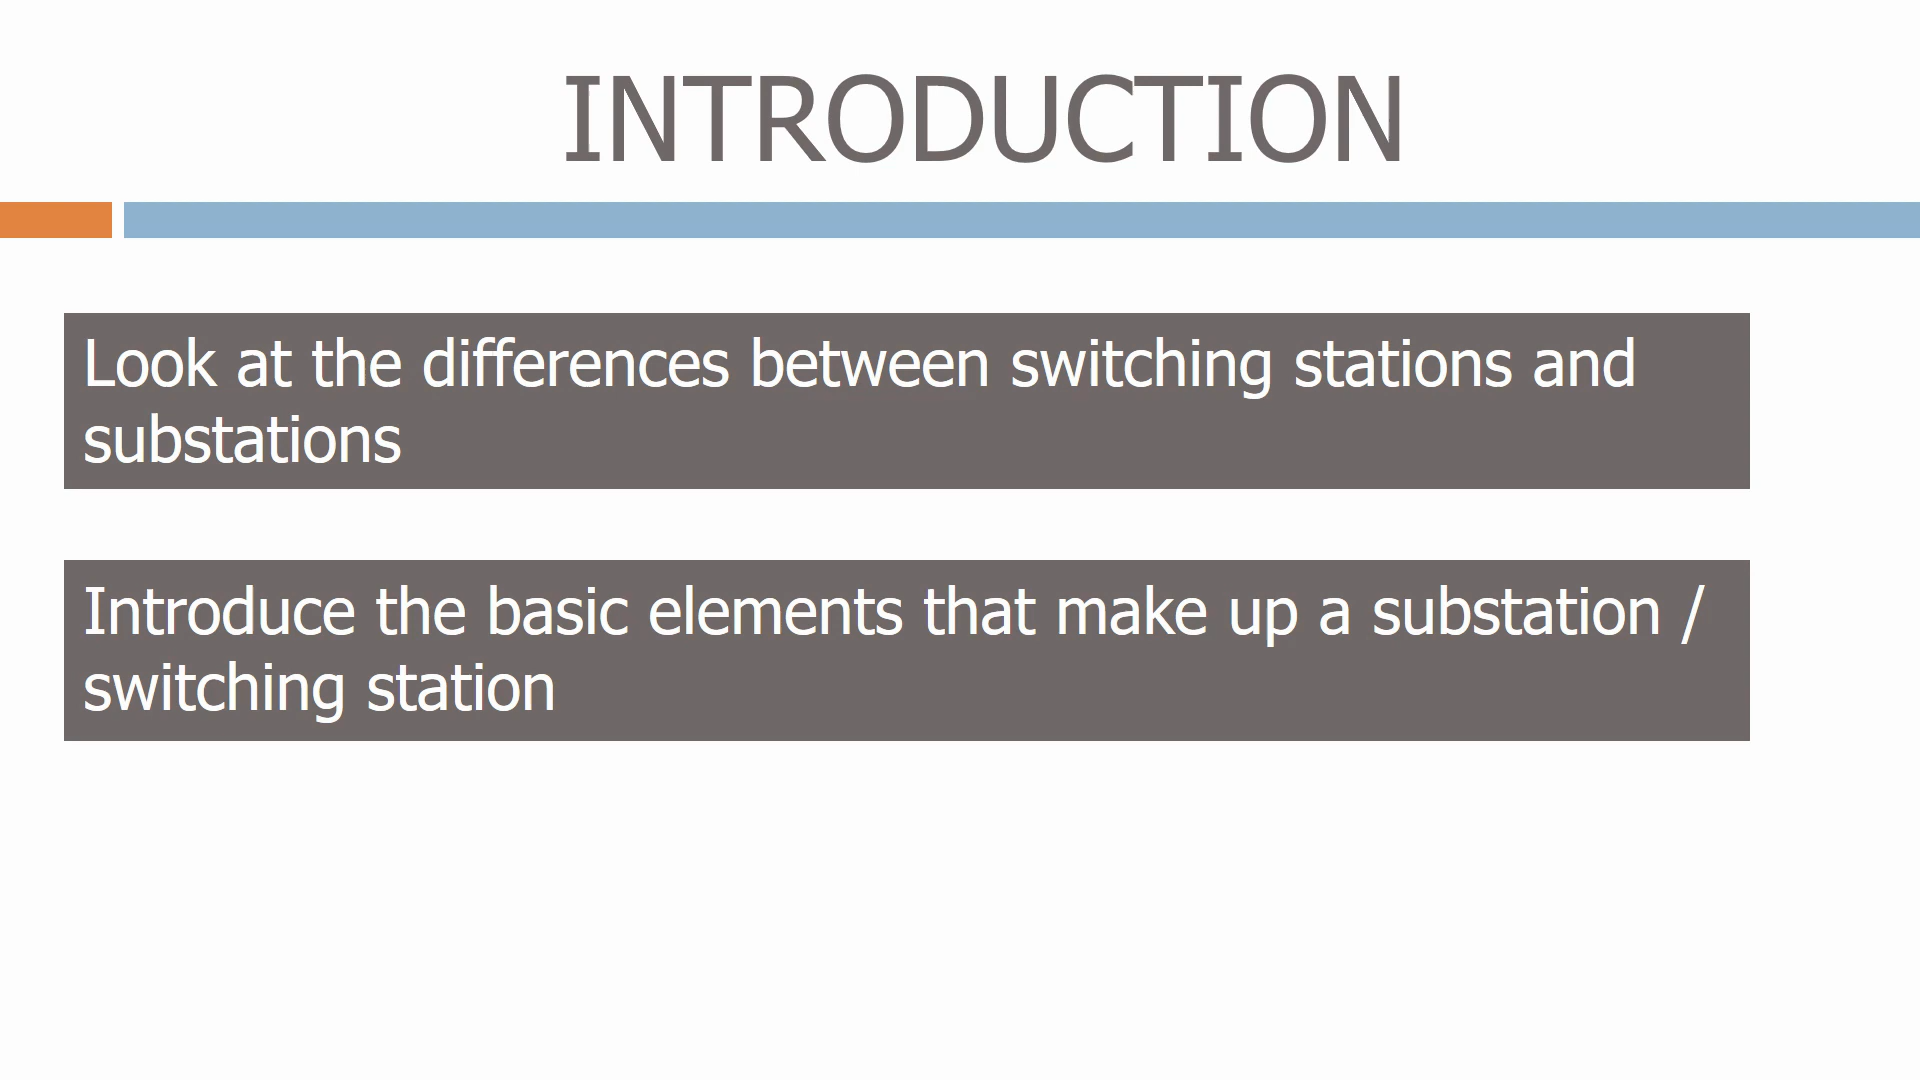 INTRODUCTION
Look at the differences between switching stations and
substations
Introduce the basic elements that make up a substation /
switching station